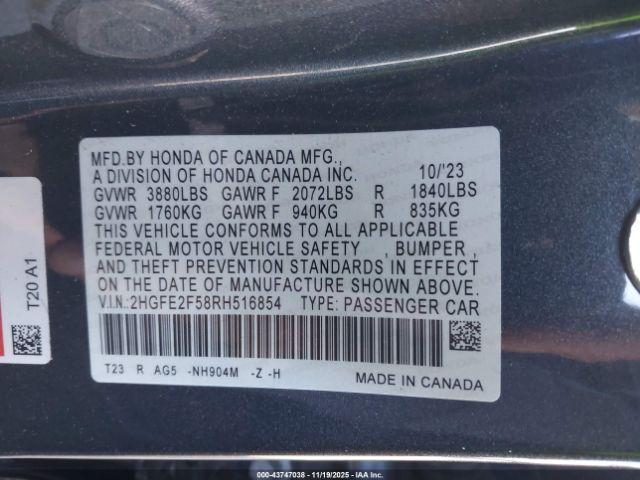 MFD.BY HONDA OF CANADA MFG.,
A DIVISION OF HONDA CANADA INC. 10/'23
GVWR 3880LBS GAWR F 2072LBS R 1840LBS
GVWR 1760KG GAWR F 940KG R 835KG
THIS VEHICLE CONFORMS TO ALL APPLICABLE
FEDERAL MOTOR VEHICLE SAFETY , BUMPER ,
AND THEFT PREVENTION STANDARDS IN EFFECT
ON THE DATE OF MANUFACTURE SHOWN ABOVE.
V.I.N.:2HGFE2F58RH516854 TYPE: PASSENGER CAR
T23 R AG5 -NH904M -Z -H
MADE IN CANADA
T20 A1
000-43747038 - 11/19/2025 - IAAI.COM